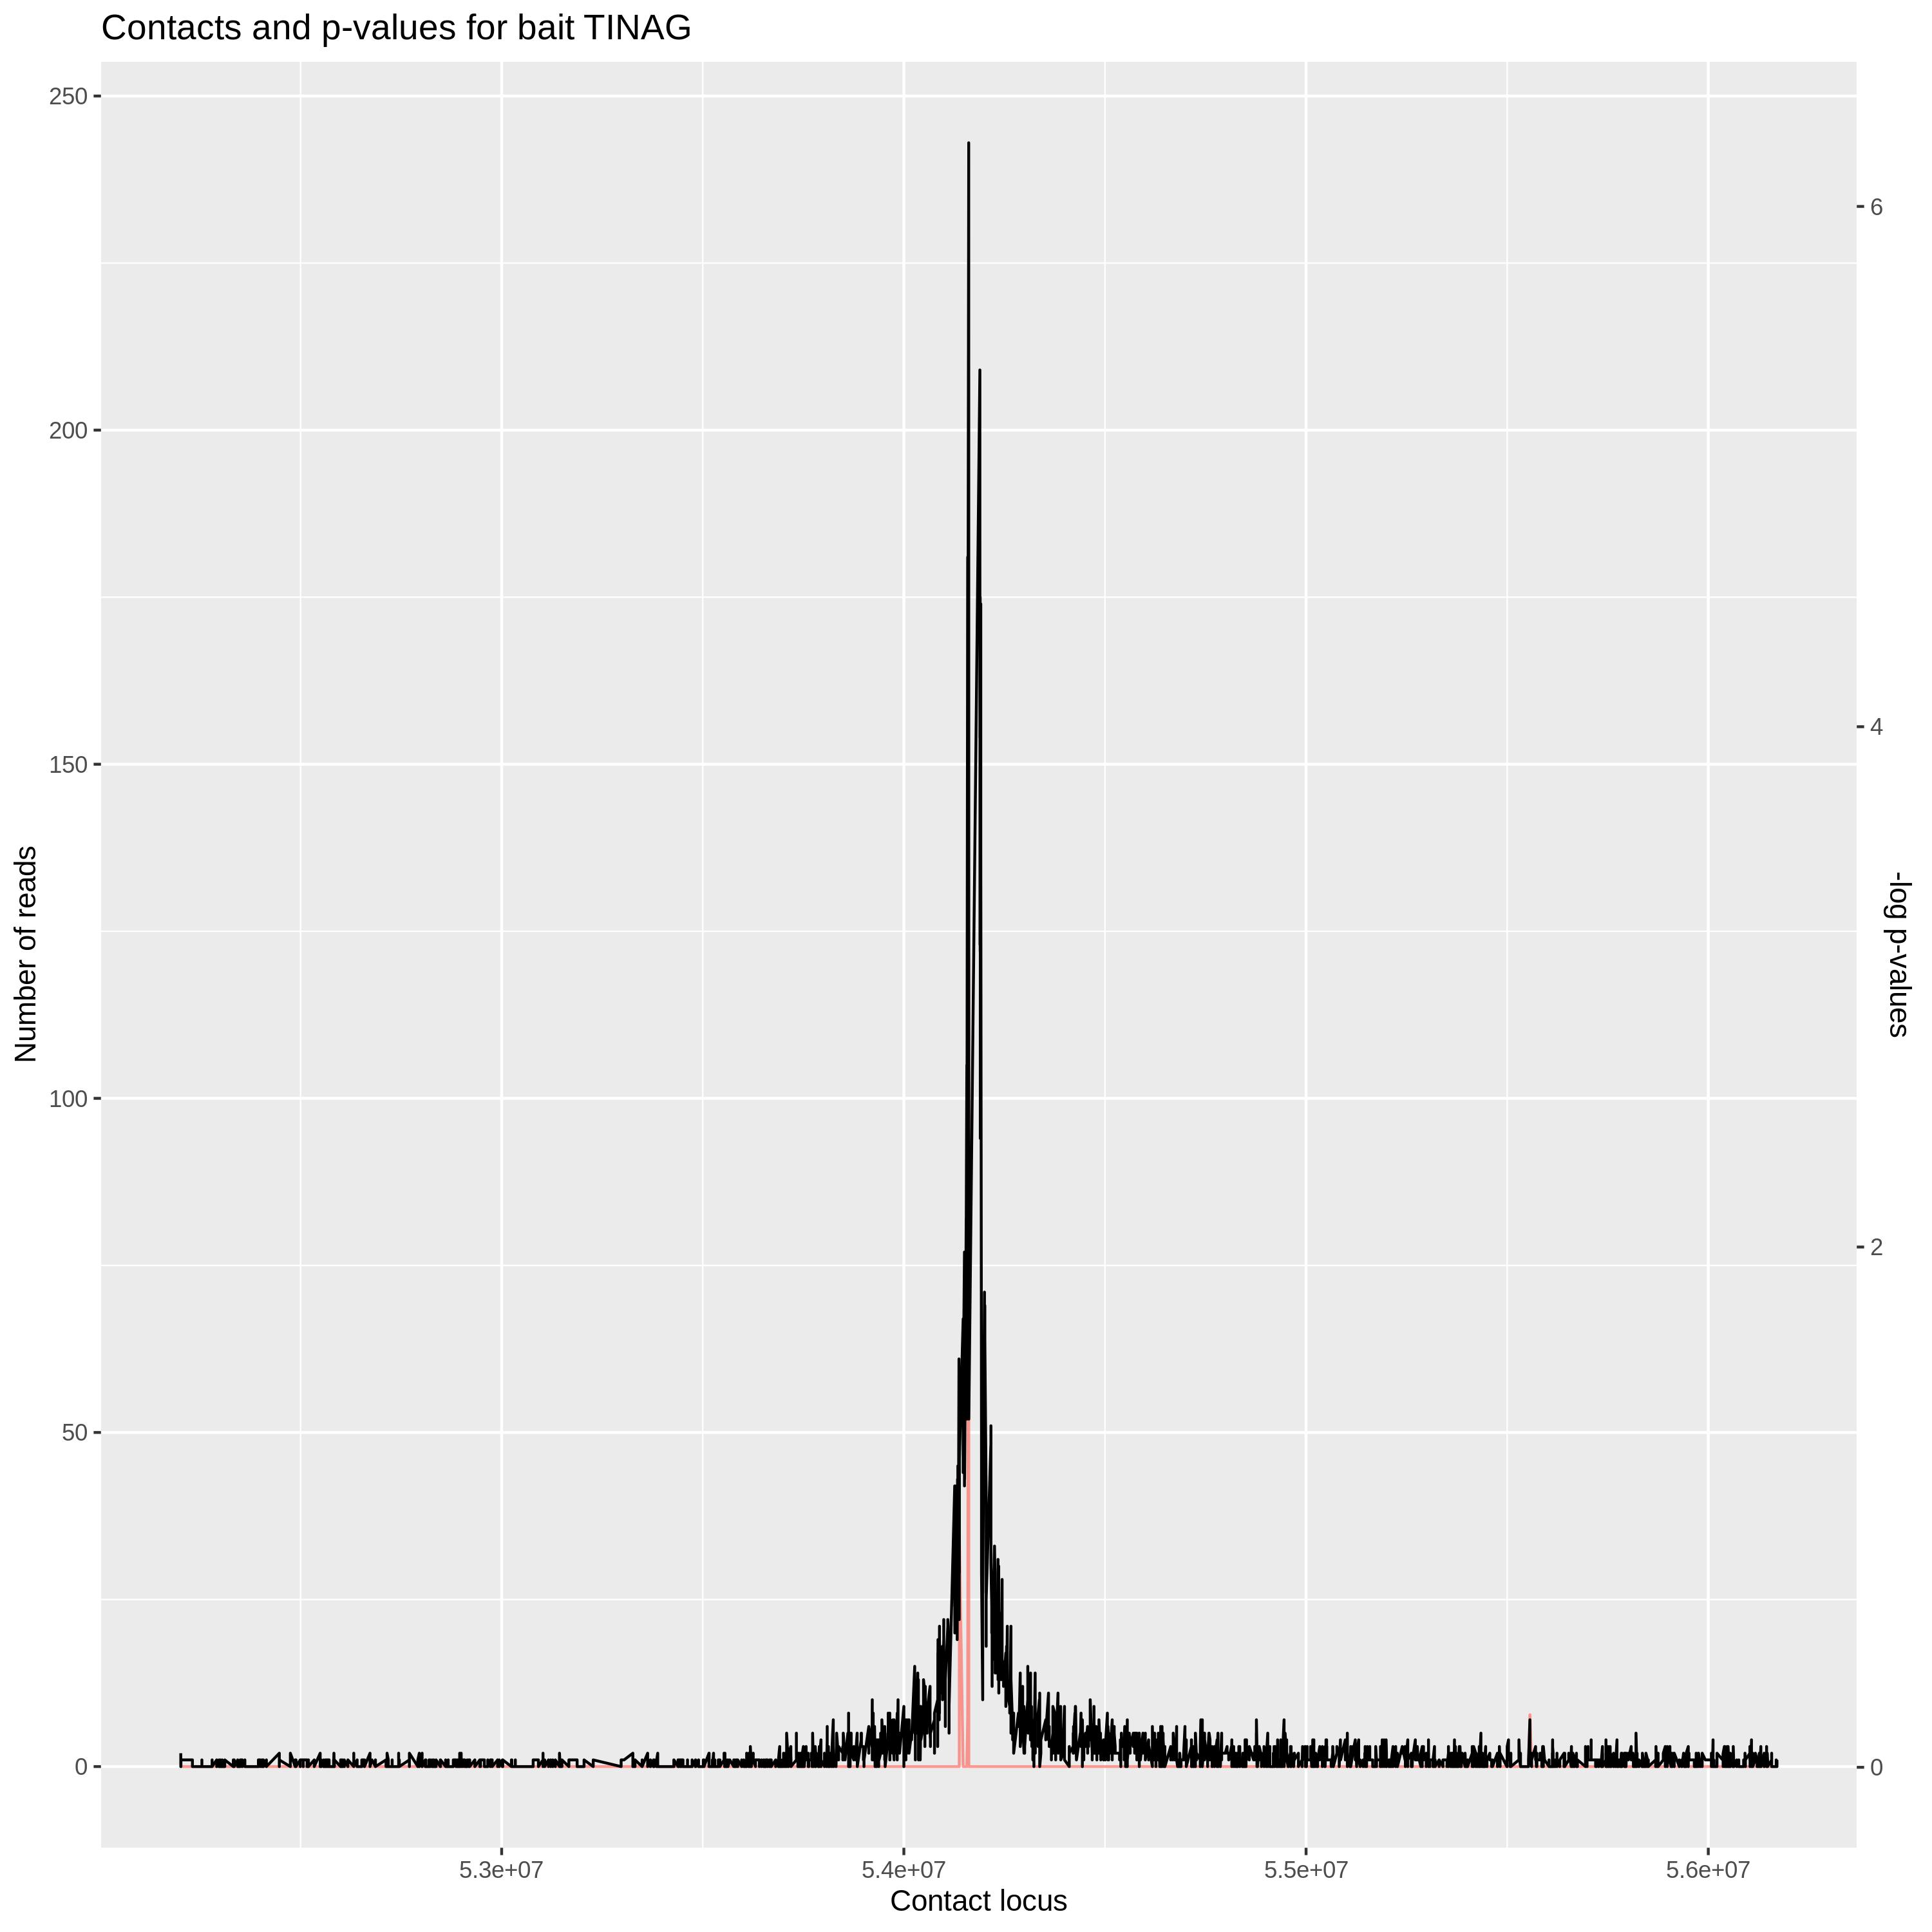 Contacts and p-values for bait TINAG
250
200
150
100
50
0
Number of reads
6
4
2
0
-log p-values
5.3e+07
5.4e+07
5.5e+07
5.6e+07
Contact locus